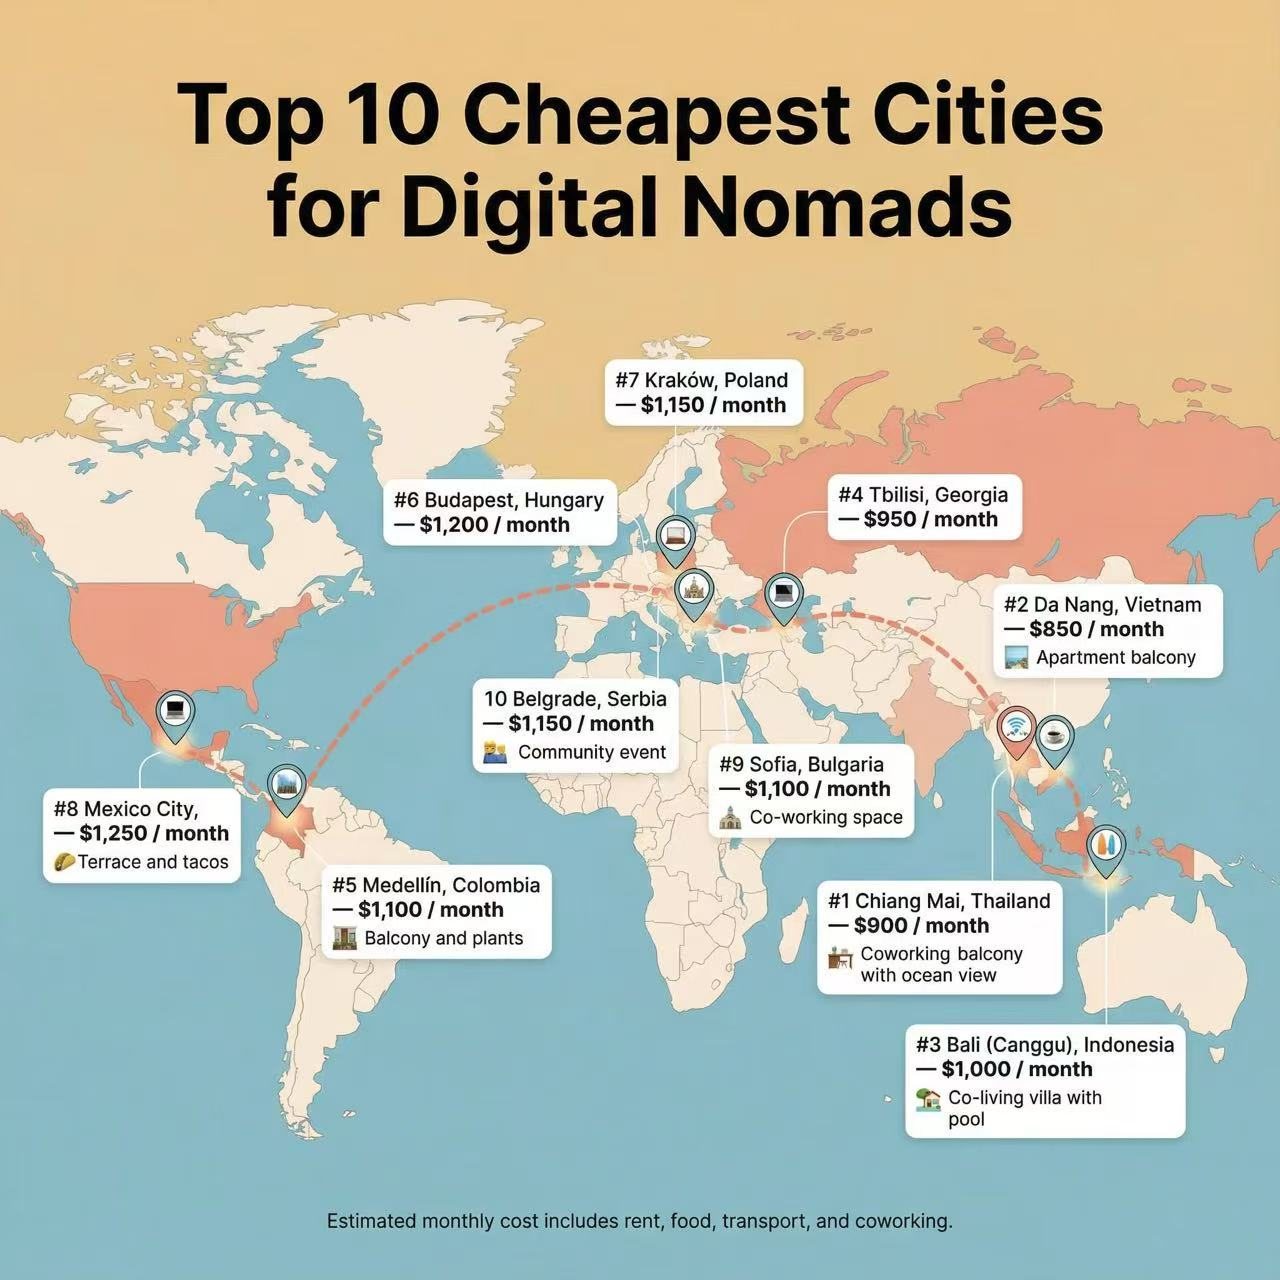 Top 10 Cheapest Cities
for Digital Nomads
#7 Kraków, Poland
— $1,150 / month
#6 Budapest, Hungary
— $1,200 / month
#4 Tbilisi, Georgia
— $950 / month
#2 Da Nang, Vietnam
— $850 / month
Apartment balcony
10 Belgrade, Serbia
— $1,150 / month
Community event
#9 Sofia, Bulgaria
— $1,100 / month
Co-working space
#8 Mexico City,
— $1,250 / month
Terrace and tacos
#5 Medellín, Colombia
— $1,100 / month
Balcony and plants
#1 Chiang Mai, Thailand
— $900 / month
Coworking balcony
with ocean view
#3 Bali (Canggu), Indonesia
— $1,000 / month
Co-living villa with
pool
Estimated monthly cost includes rent, food, transport, and coworking.